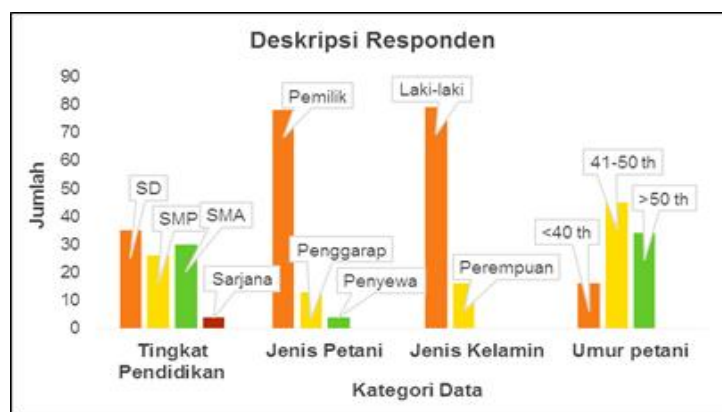 Deskripsi Responden
90
80
70
60
50
40
30
20
10
0
Jumlah
SD
SMP
SMA
Sarjana
Pemilik
Penggarap
Penyewa
Laki-laki
Perempuan
<40 th
41-50 th
>50 th
Tingkat
Pendidikan
Jenis Petani
Jenis Kelamin
Umur petani
Kategori Data